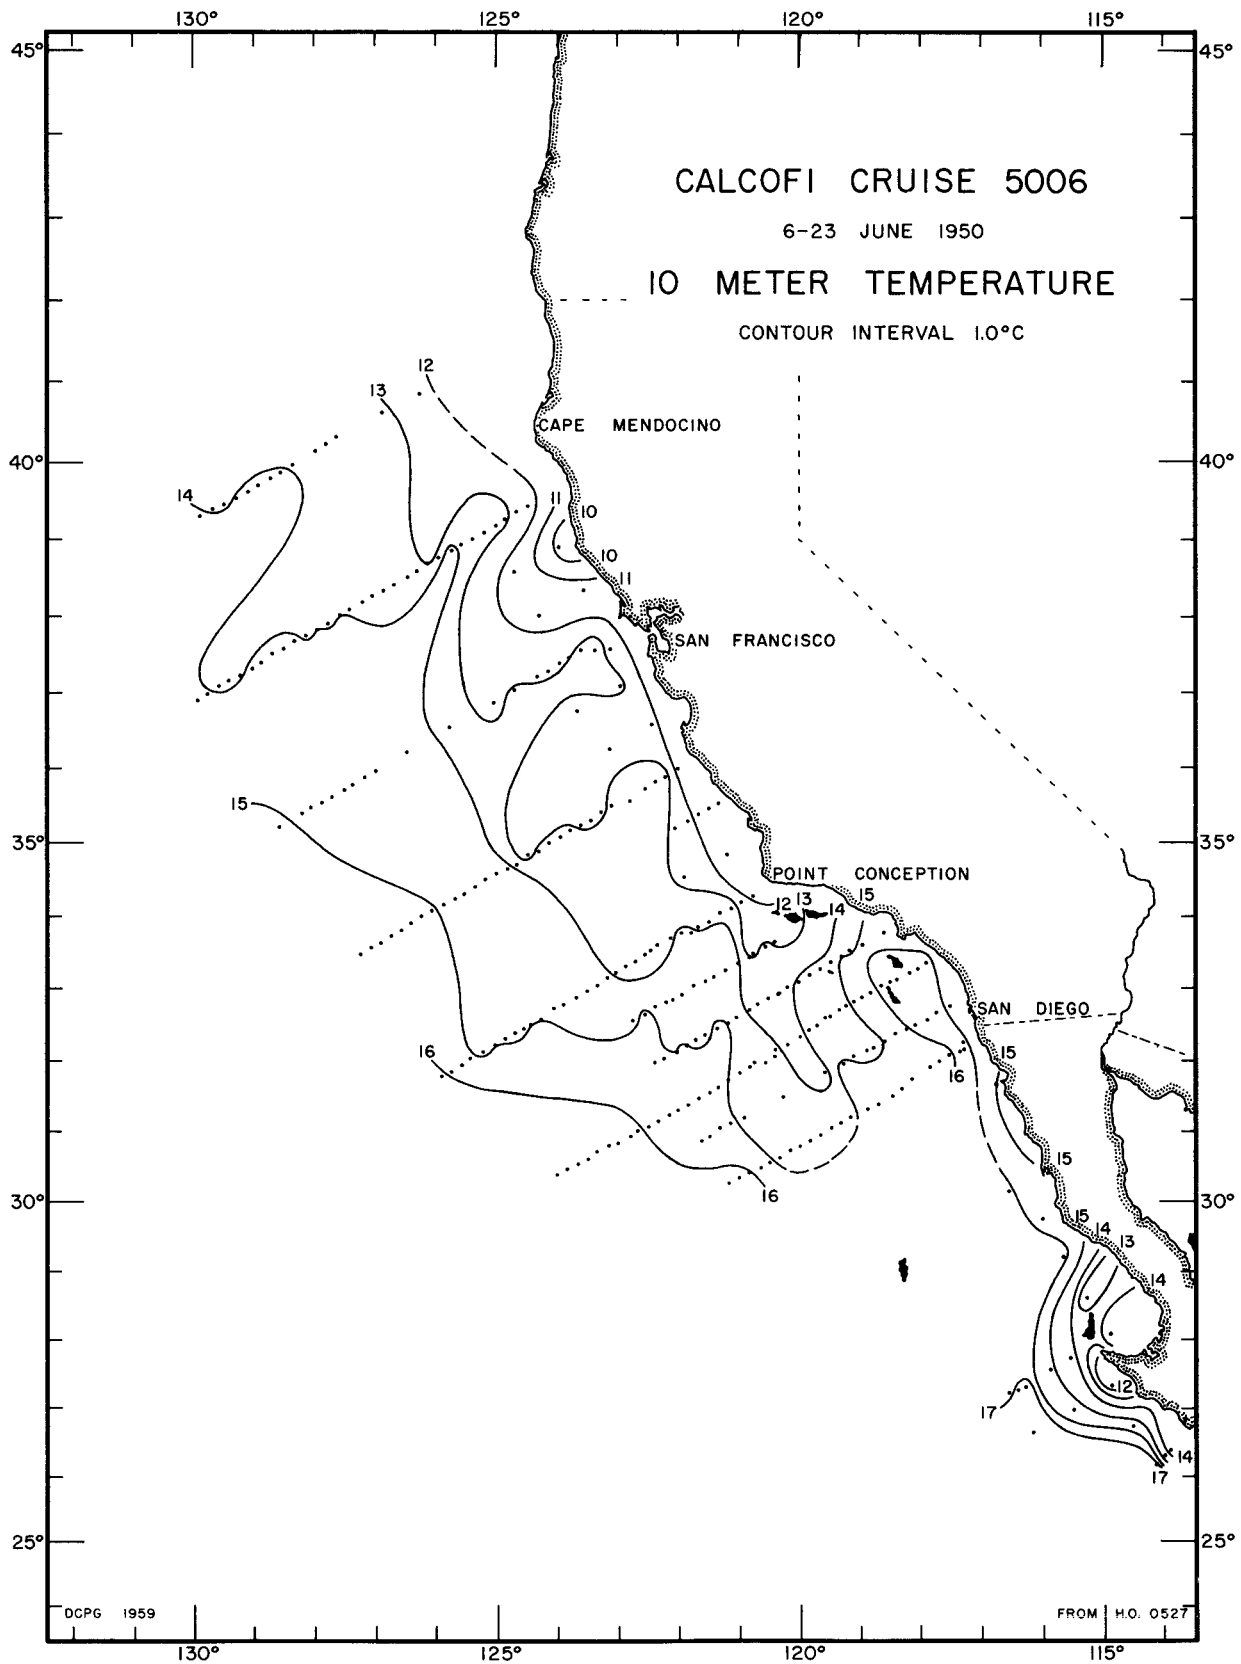 130° 125° 120° 115°
45° 45°
CALCOFI CRUISE 5006
6-23 JUNE 1950
10 METER TEMPERATURE
CONTOUR INTERVAL 1.0°C
12
13
CAPE MENDOCINO
40° 40°
14
11 10
10
11
SAN FRANCISCO
15
35° 35°
POINT CONCEPTION
15
12 13 14
SAN DIEGO
16 15
16
15
16
30° 30°
15 14 13
14
12
17
14
17
25° 25°
DCPG 1959 FROM H.O. 0527
130° 125° 120° 115°